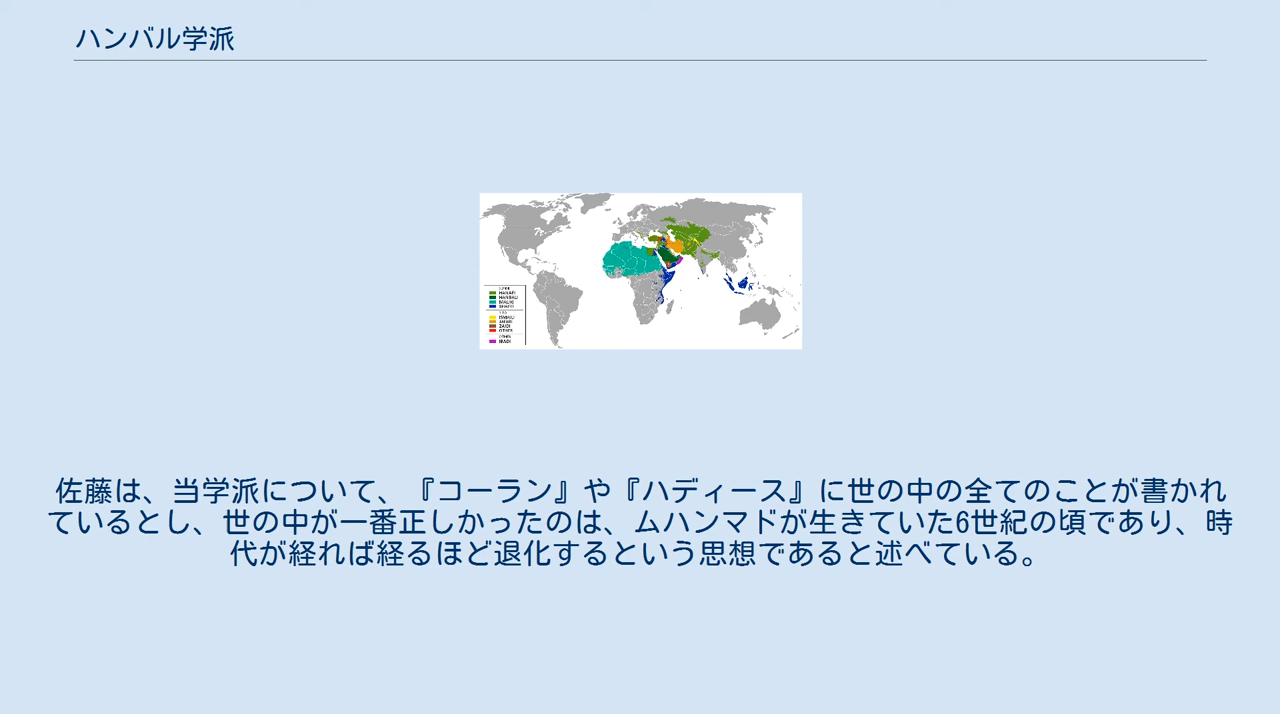 ハンバル学派
HANAFI
HANBALI
MALIKI
ZAIDI
IBADI
佐藤は、当学派について、『コーラン』や『ハディース』に世の中の全てのことが書かれ
ているとし、世の中が一番正しかったのは、ムハンマドが生きていた6世紀の頃であり、時
代が経れば経るほど退化するという思想であると述べている。